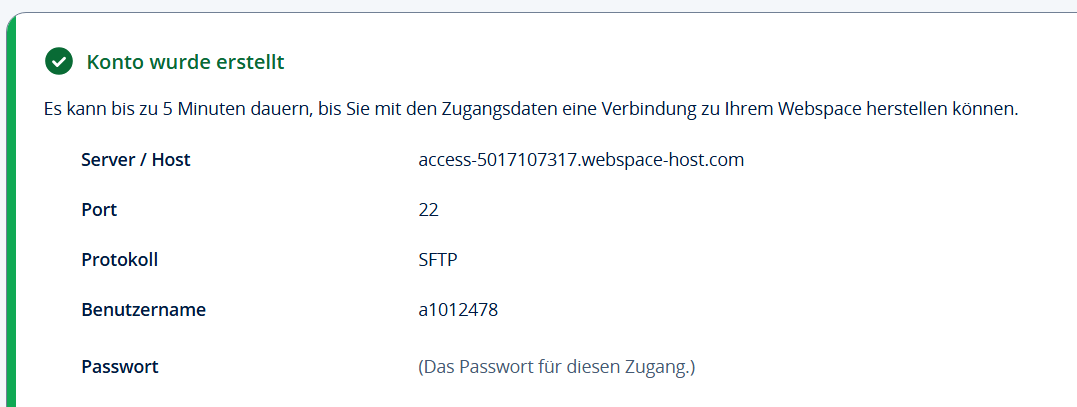 Konto wurde erstellt
Es kann bis zu 5 Minuten dauern, bis Sie mit den Zugangsdaten eine Verbindung zu Ihrem Webspace herstellen können.
Server / Host access-5017107317.webspace-host.com
Port 22
Protokoll SFTP
Benutzername a1012478
Passwort (Das Passwort für diesen Zugang.)